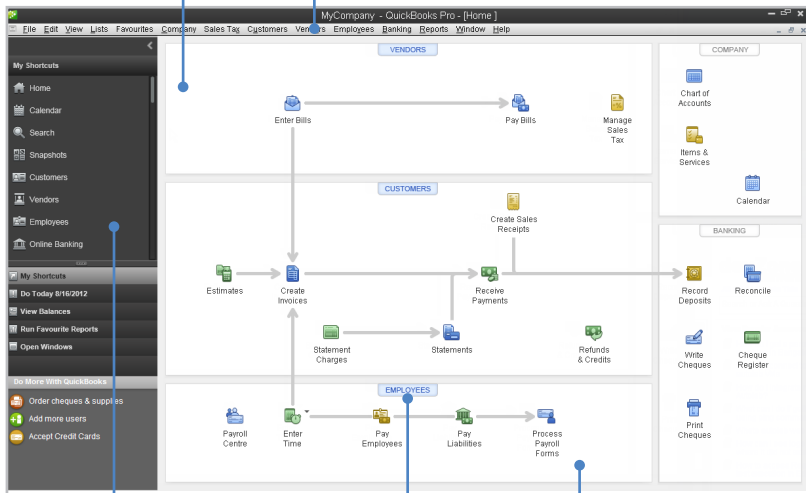 MyCompany - QuickBooks Pro - [Home ]
File Edit View Lists Favourites Company Sales Tax Customers Vendors Employees Banking Reports Window Help
My Shortcuts
Home
Calendar
Search
Snapshots
Customers
Vendors
Employees
Online Banking
My Shortcuts
Do Today 8/16/2012
View Balances
Run Favourite Reports
Open Windows
Do More With QuickBooks
Order cheques & supplies
Add more users
Accept Credit Cards
VENDORS
Enter Bills
Pay Bills
Manage
Sales
Tax
CUSTOMERS
Create Sales
Receipts
Estimates
Create
Invoices
Receive
Payments
Statement
Charges
Statements
Refunds
& Credits
EMPLOYEES
Payroll
Centre
Enter
Time
Pay
Employees
Pay
Liabilities
Process
Payroll
Forms
COMPANY
Chart of
Accounts
Items &
Services
Calendar
BANKING
Record
Deposits
Reconcile
Write
Cheques
Cheque
Register
Print
Cheques